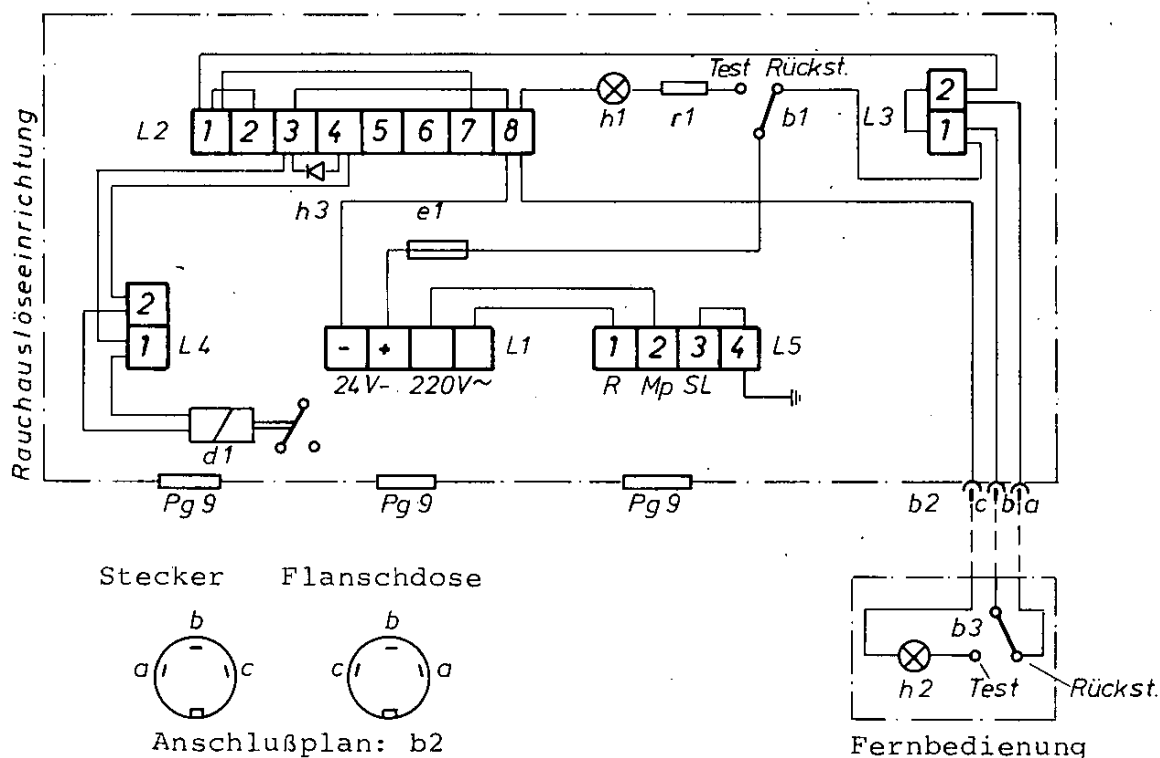 Rauchauslöseeinrichtung
Test Rückst.
L2 1 2 3 4 5 6 7 8
h1 r1 b1
L3 2 1
h3 e1
2 1 L4
- + L1
24V- 220V~
1 2 3 4 L5
R Mp SL
d1
Pg 9 Pg 9 Pg 9 b2 c b a
Stecker Flanschdose
b b
a c c a
Anschlußplan: b2
b3
h2 Test Rückst.
Fernbedienung